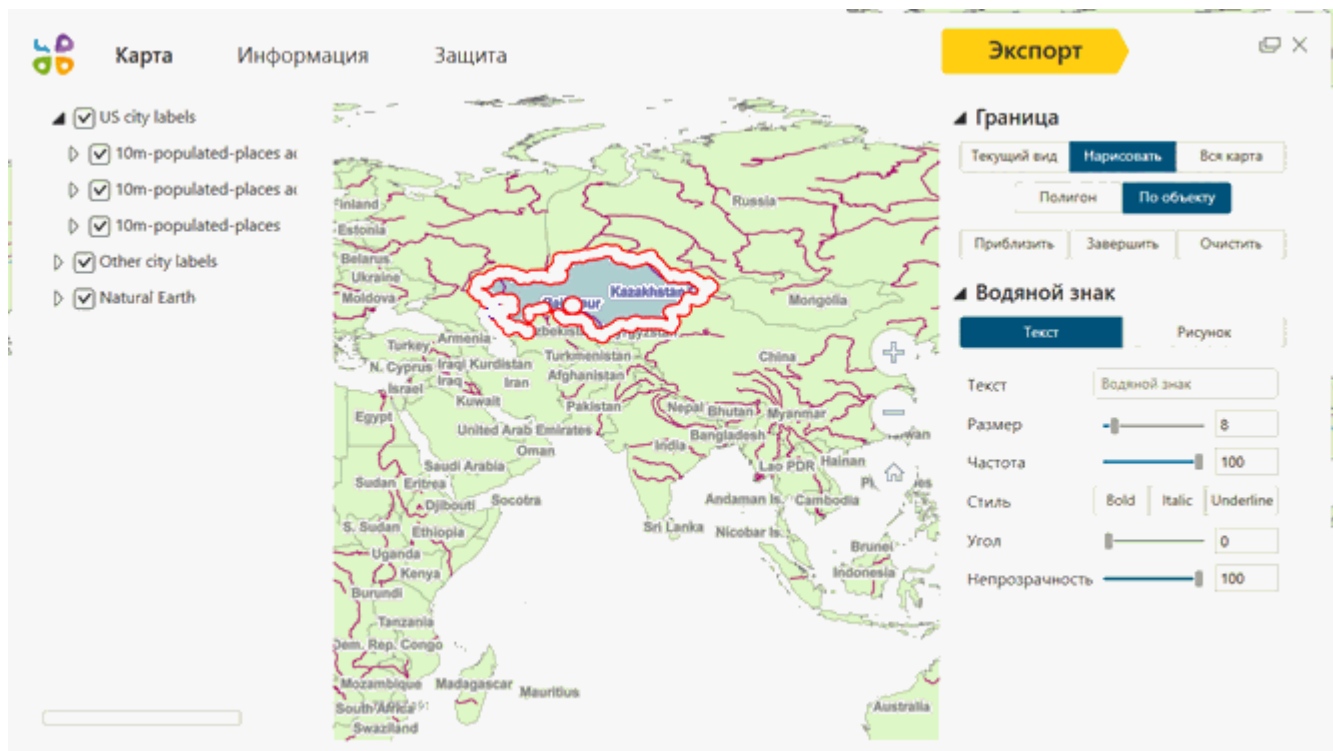 Карта Информация Защита Экспорт
US city labels
10m-populated-places
10m-populated-places
10m-populated-places
Other city labels
Natural Earth
Russia
Finland
Estonia
Belarus
Ukraine
Moldova
Kazakhstan
Mongolia
Armenia
Turkey
Turkmenistan
China
N. Cyprus Iraqi Kurdistan
Afghanistan
Israel Iraq Iran
Kuwait
Pakistan
Nepal Bhutan Myanmar
Egypt
United Arab Emirates
Bangladesh
Oman
India
Saudi Arabia
Lao PDR Hainan
Sudan Eritrea
Djibouti Socotra
Andaman Is. Cambodia
S. Sudan Ethiopia
Sri Lanka Nicobar Is.
Uganda
Brunei
Kenya
Indonesia
Burundi
Tanzania
Dem. Rep. Congo
Mozambique Madagascar Mauritius
South Africa
Australia
Swaziland
Граница
Текущий вид Нарисовать Вся карта
Полигон По объекту
Приблизить Завершить Очистить
Водяной знак
Текст Рисунок
Текст Водяной знак
Размер 8
Частота 100
Стиль Bold Italic Underline
Угол 0
Непрозрачность 100